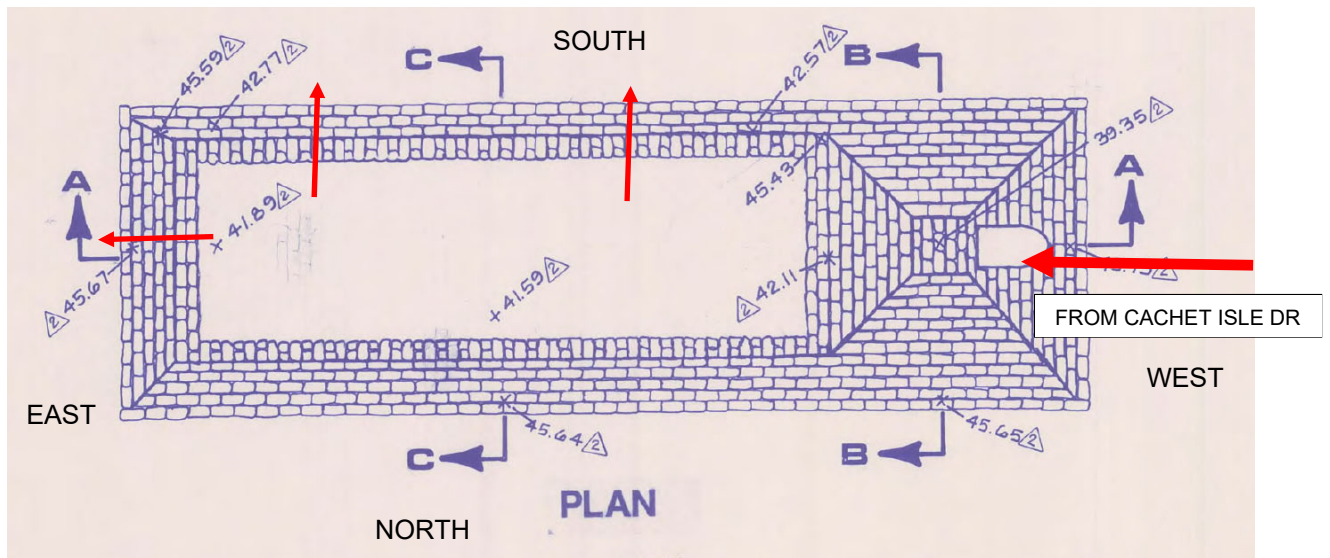 SOUTH
C
B
45.59 2
42.77 2
42.57 2
39.35 2
A
45.43
A
41.89 2
2 45.67
41.59 2
2 42.11
FROM CACHET ISLE DR
WEST
EAST
45.64 2
45.65 2
C
B
PLAN
NORTH